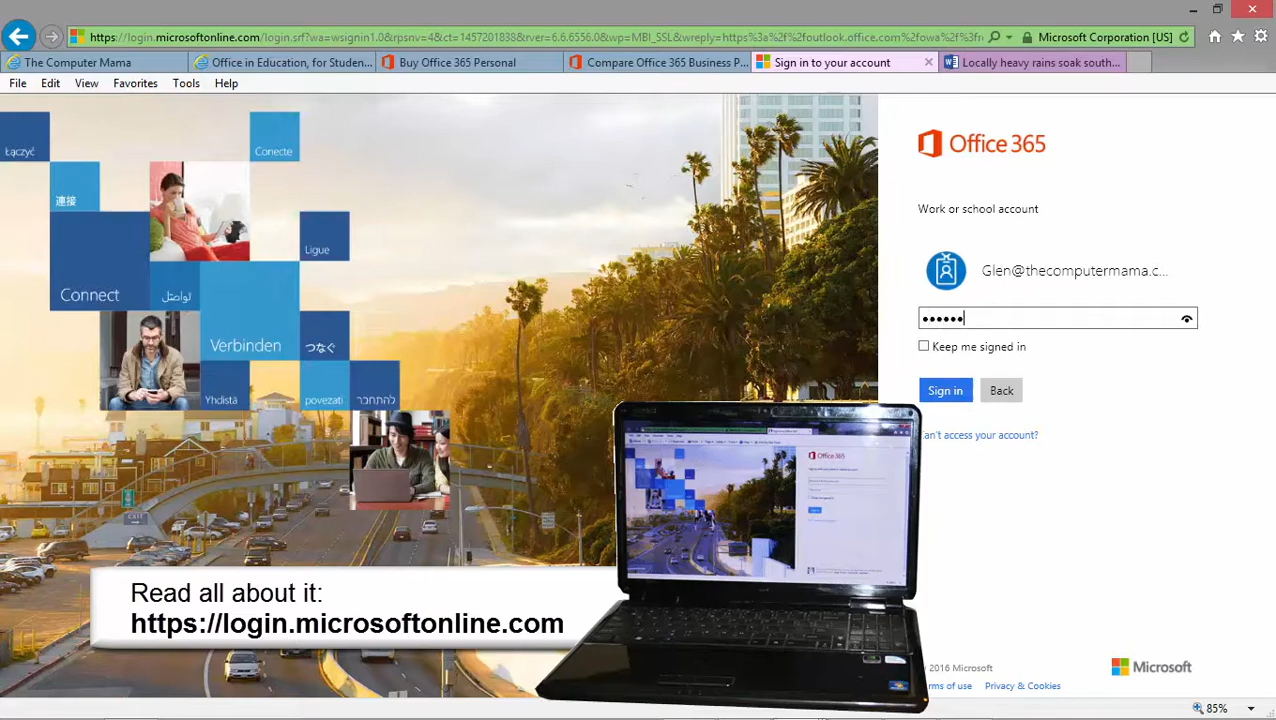 https://login.microsoftonline.com/login.srf?wa=wsignin1.0&rpsnv=4&ct=1457201838&rver=6.6.6556.0&wp=MBI_SSL&wreply=https%3a%2f%2foutlook.office.com%2fowa%2f%3fr
Microsoft Corporation [US]
The Computer Mama
Office in Education, for Studen...
Buy Office 365 Personal
Compare Office 365 Business P...
Sign in to your account
Locally heavy rains soak south...
File Edit View Favorites Tools Help
Łączyć
Conecte
連接
Ligue
Connect
تواصَل
Verbinden
つなぐ
Yhdistä
povezati
להתחבר
Office 365
Work or school account
Glen@thecomputermama.c...
••••••
Keep me signed in
Sign in
Back
an't access your account?
Office 365
Read all about it:
https://login.microsoftonline.com
2016 Microsoft
Microsoft
rms of use
Privacy & Cookies
85%